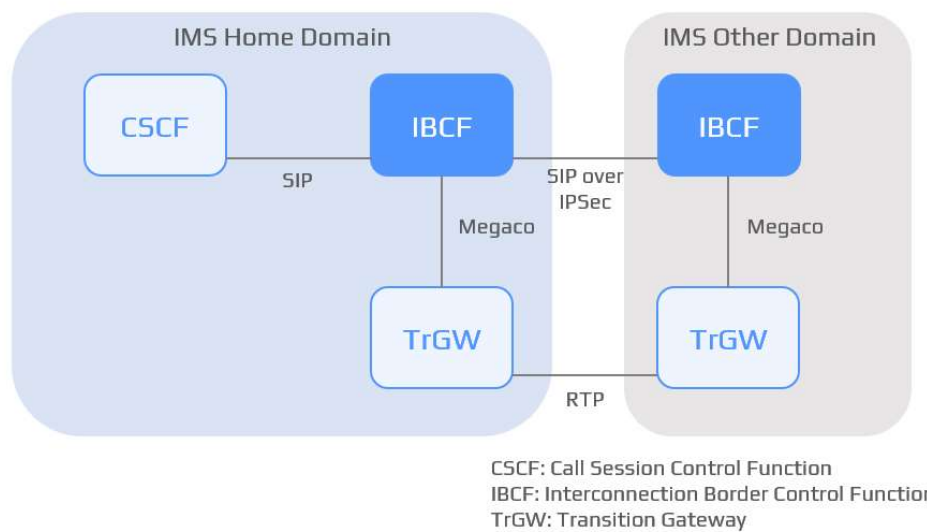 IMS Home Domain
IMS Other Domain
CSCF
IBCF
IBCF
SIP
SIP over
IPSec
Megaco
Megaco
TrGW
TrGW
RTP
CSCF: Call Session Control Function
IBCF: Interconnection Border Control Function
TrGW: Transition Gateway